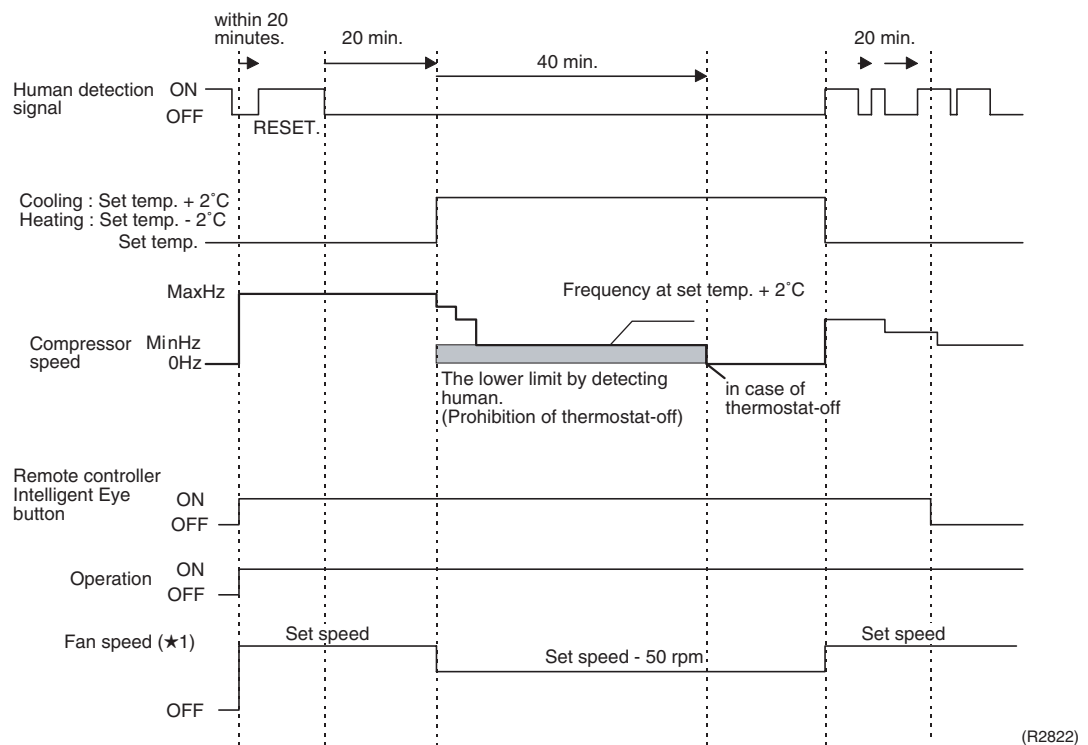 within 20
minutes.
20 min.
40 min.
20 min.
Human detection
signal
ON
OFF
RESET.
Cooling : Set temp. + 2˚C
Heating : Set temp. - 2˚C
Set temp.
MaxHz
Frequency at set temp. + 2˚C
Compressor
speed
MinHz
0Hz
The lower limit by detecting
human.
(Prohibition of thermostat-off)
in case of
thermostat-off
Remote controller
Intelligent Eye
button
ON
OFF
Operation
ON
OFF
Fan speed (★1)
Set speed
Set speed - 50 rpm
Set speed
OFF
(R2822)